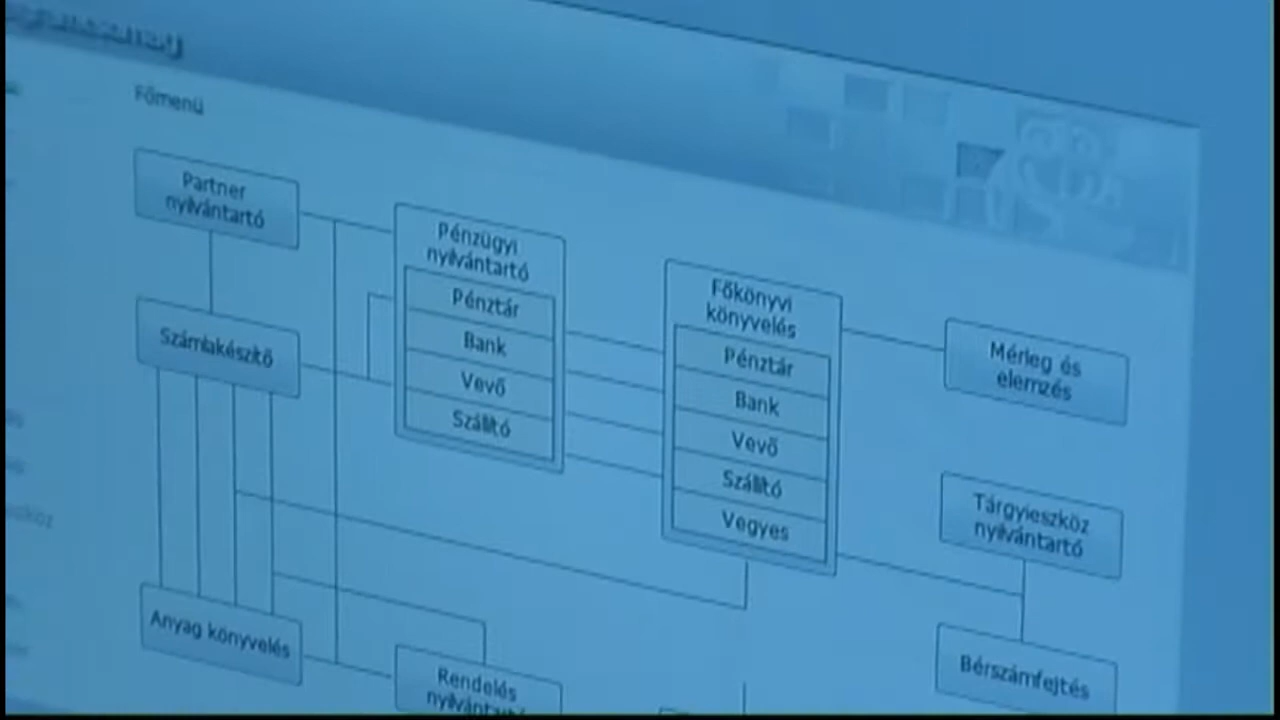 Főmenü
Partner
nyilvántartó
Pénzügyi
nyilvántartó
Pénztár
Bank
Vevő
Szállító
Számlakészítő
Főkönyvi
könyvelés
Pénztár
Bank
Vevő
Szállító
Vegyes
Mérleg és
elemzés
Tárgyieszköz
nyilvántartó
Anyag könyvelés
Rendelés
nyilvántartó
Bérszámfejtés